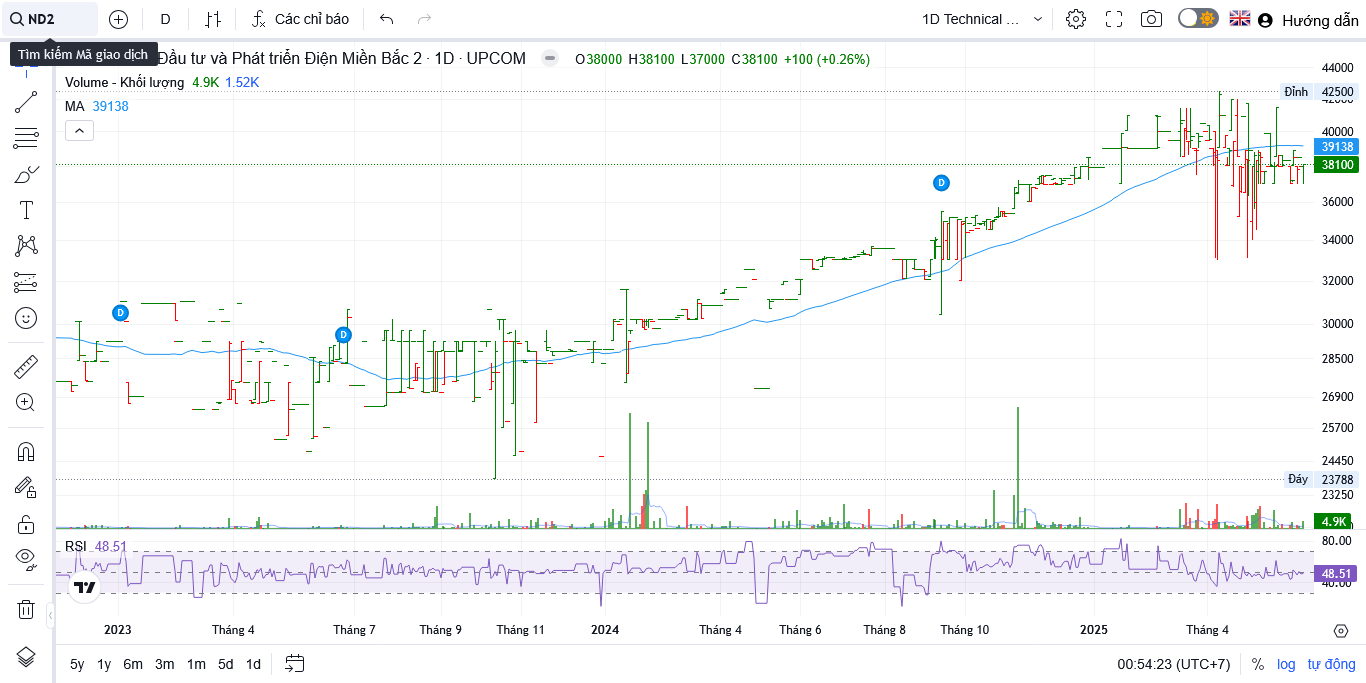 ND2
D
Các chỉ báo
1D Technical ...
Hướng dẫn
Tìm kiếm Mã giao dịch
Đầu tư và Phát triển Điện Miền Bắc 2 · 1D · UPCOM
O38000 H38100 L37000 C38100 +100 (+0.26%)
Volume - Khối lượng 4.9K 1.52K
MA 39138
44000
Đỉnh 42500
42000
40000
39138
38100
36000
34000
32000
30000
28500
26900
25700
24450
Đáy 23788
23250
4.9K
D
D
D
RSI 48.51
80.00
48.51
40.00
2023 Tháng 4 Tháng 7 Tháng 9 Tháng 11 2024 Tháng 4 Tháng 6 Tháng 8 Tháng 10 2025 Tháng 4
5y 1y 6m 3m 1m 5d 1d
00:54:23 (UTC+7) % log tự động